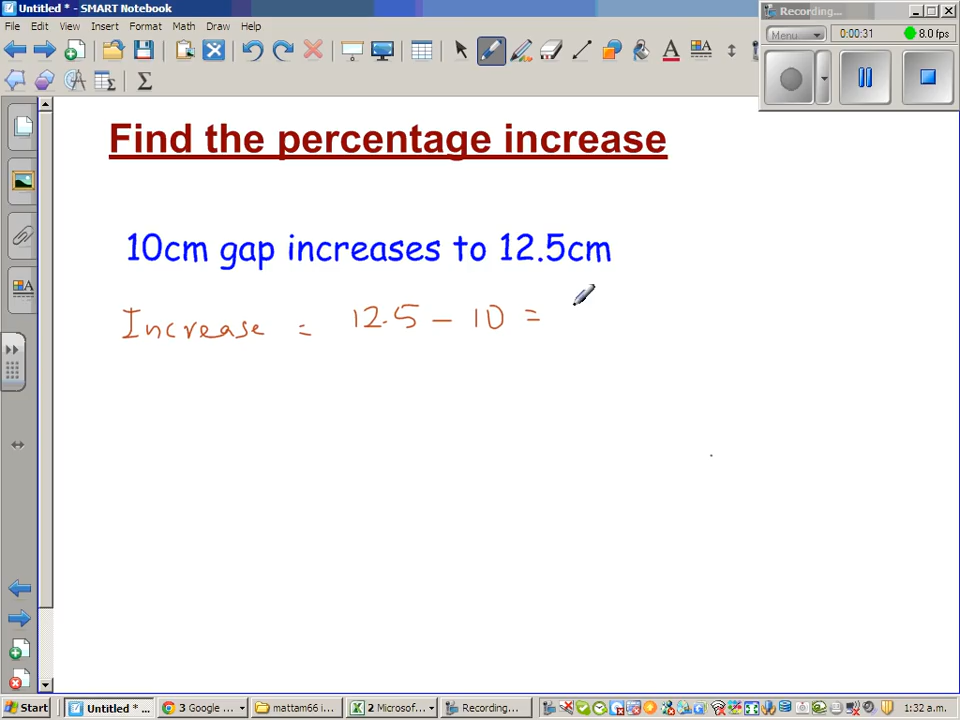 Untitled * - SMART Notebook
Recording...
File Edit View Insert Format Math Draw Help
Menu 0:00:31 8.0 fps
Find the percentage increase
10cm gap increases to 12.5cm
Increase = 12.5 - 10 =
Start Untitled * ... 3 Google ... mattam66 i... 2 Microsof... Recording... 1:32 a.m.